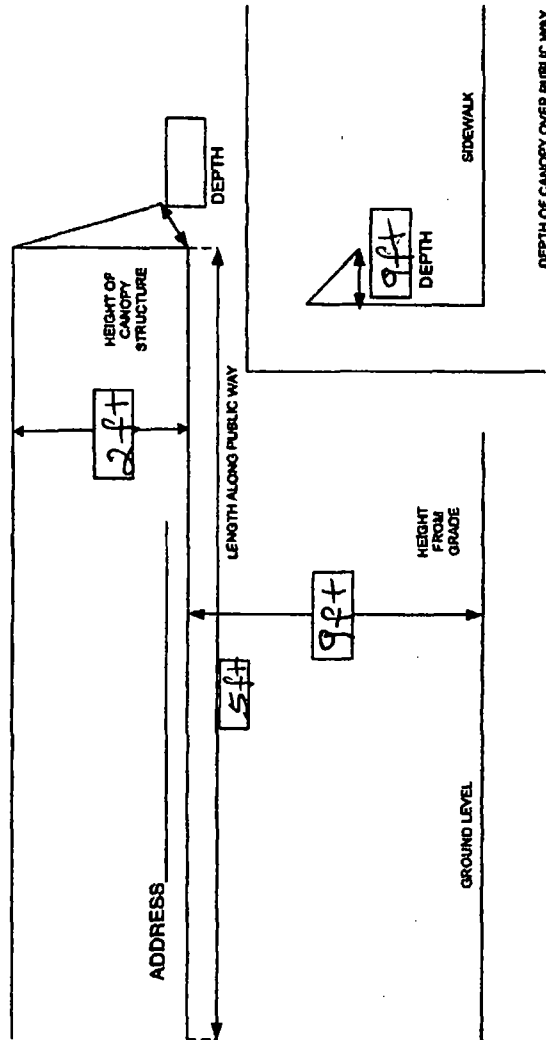 ADDRESS
2ft
HEIGHT OF
CANOPY
STRUCTURE
DEPTH
LENGTH ALONG PUBLIC WAY
5ft
9ft
HEIGHT
FROM
GRADE
GROUND LEVEL
9ft
DEPTH
SIDEWALK
DEPTH OF CANOPY OVER PUBLIC WAY